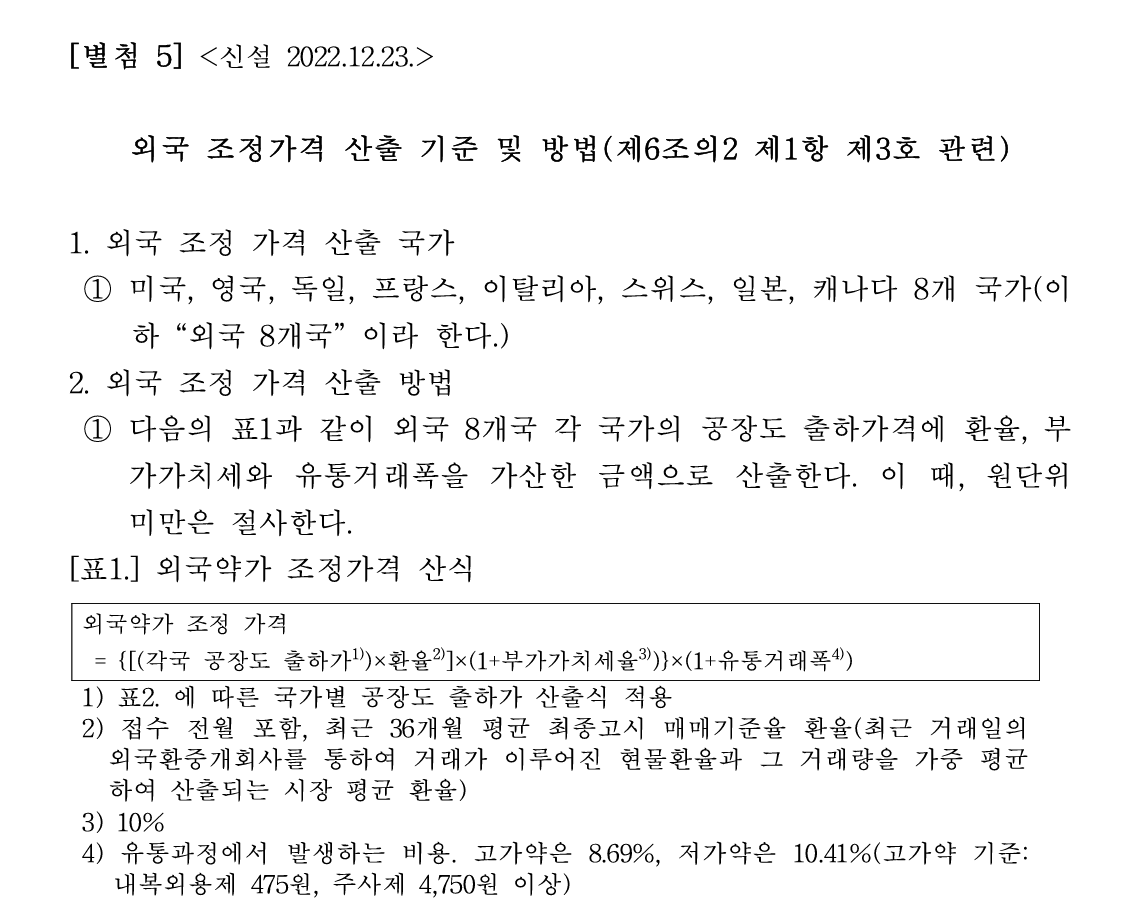 [별첨 5] <신설 2022.12.23.>
외국 조정가격 산출 기준 및 방법(제6조의2 제1항 제3호 관련)
1. 외국 조정 가격 산출 국가
① 미국, 영국, 독일, 프랑스, 이탈리아, 스위스, 일본, 캐나다 8개 국가(이
하 “외국 8개국” 이라 한다.)
2. 외국 조정 가격 산출 방법
① 다음의 표1과 같이 외국 8개국 각 국가의 공장도 출하가격에 환율, 부
가가치세와 유통거래폭을 가산한 금액으로 산출한다. 이 때, 원단위
미만은 절사한다.
[표1.] 외국약가 조정가격 산식
외국약가 조정 가격
= {[(각국 공장도 출하가1))×환율2)]×(1+부가가치세율3))}×(1+유통거래폭4))
1) 표2. 에 따른 국가별 공장도 출하가 산출식 적용
2) 접수 전월 포함, 최근 36개월 평균 최종고시 매매기준율 환율(최근 거래일의
외국환중개회사를 통하여 거래가 이루어진 현물환율과 그 거래량을 가중 평균
하여 산출되는 시장 평균 환율)
3) 10%
4) 유통과정에서 발생하는 비용. 고가약은 8.69%, 저가약은 10.41%(고가약 기준:
내복외용제 475원, 주사제 4,750원 이상)